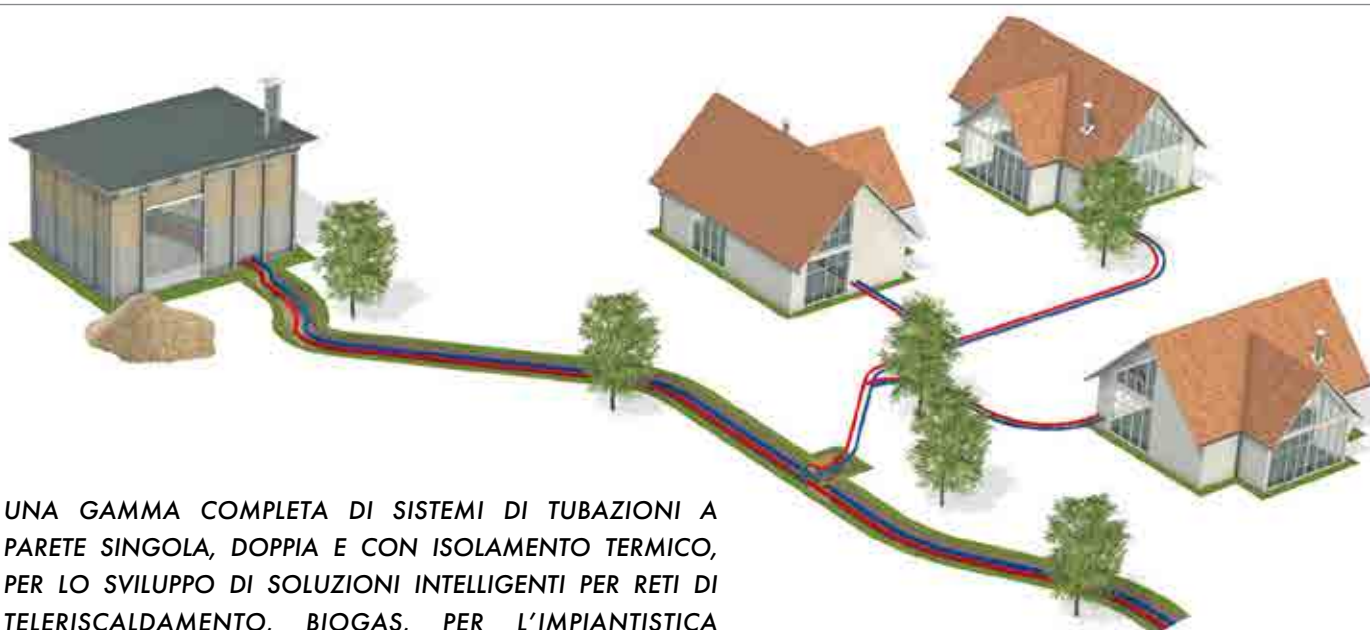 UNA GAMMA COMPLETA DI SISTEMI DI TUBAZIONI A
PARETE SINGOLA, DOPPIA E CON ISOLAMENTO TERMICO,
PER LO SVILUPPO DI SOLUZIONI INTELLIGENTI PER RETI DI
TELERISCALDAMENTO, BIOGAS, PER L'IMPIANTISTICA